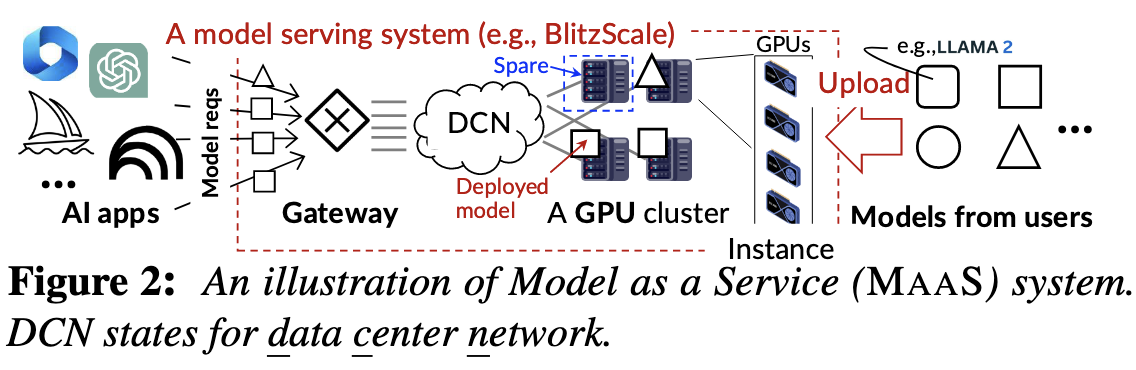 A model serving system (e.g., BlitzScale)
GPUs
e.g.,LLAMA 2
Spare
Upload
Model reqs
DCN
...
...
Deployed
model
AI apps
Gateway
A GPU cluster
Models from users
Instance
Figure 2: An illustration of Model as a Service (MAAS) system.
DCN states for data center network.